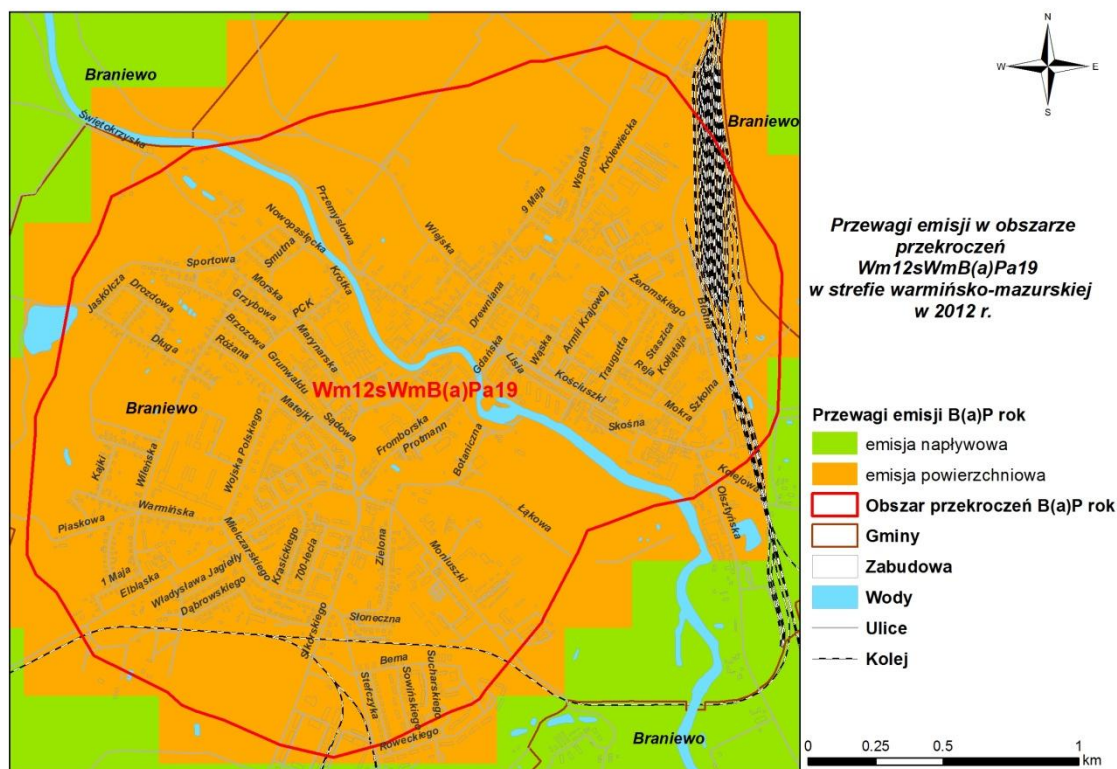 Braniewo
Świętokrzyska
Braniewo
Przemysłowa
Nowopasłęcka
Smutna
Krótka
Wiejska
9 Maja
Wspólna
Królewiecka
Sportowa
Morska
Grzybowa
PCK
Jaskółcza
Drozdowa
Długa
Brzozowa
Różana
Grunwaldu
Marynarska
Matejki
Sądowa
Drewniana
Gdańska
Lisia
Wąska
Armii Krajowej
Kościuszki
Traugutta
Żeromskiego
Reja
Staszica
Kołłątaja
Błotna
Mokra
Szkolna
Skośna
Wm12sWmB(a)Pa19
Braniewo
Fromborska
Protmann
Botaniczna
Kolejowa
Olsztyńska
Kajki
Wileńska
Wojska Polskiego
Piaskowa
Warmińska
Mielczarskiego
Krasickiego
700-lecia
Zielona
Moniuszki
Łąkowa
1 Maja
Elbląska
Władysława Jagiełły
Dąbrowskiego
Sikorskiego
Słoneczna
Bema
Stefczyka
Sowińskiego
Sucharskiego
Roweckiego
Braniewo
N
W E
S
Przewagi emisji w obszarze
przekroczeń
Wm12sWmB(a)Pa19
w strefie warmińsko-mazurskiej
w 2012 r.
Przewagi emisji B(a)P rok
emisja napływowa
emisja powierzchniowa
Obszar przekroczeń B(a)P rok
Gminy
Zabudowa
Wody
Ulice
Kolej
0 0.25 0.5 1
km